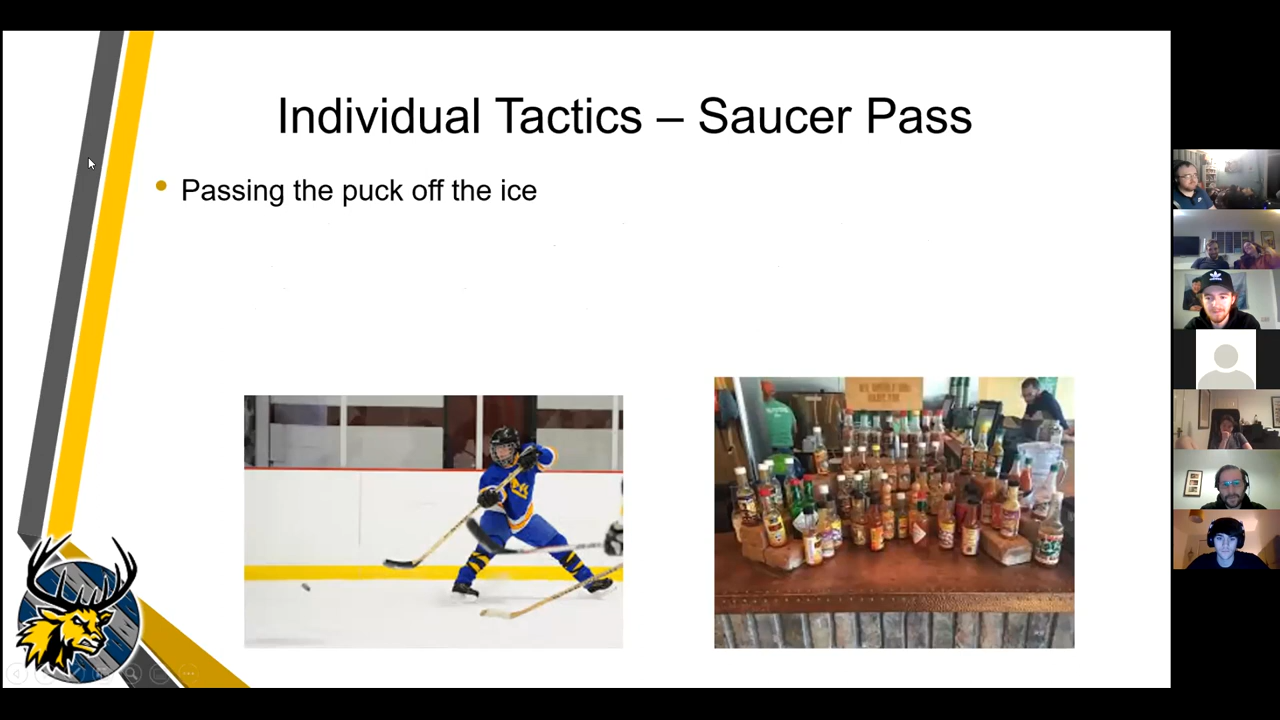 Individual Tactics – Saucer Pass
Passing the puck off the ice